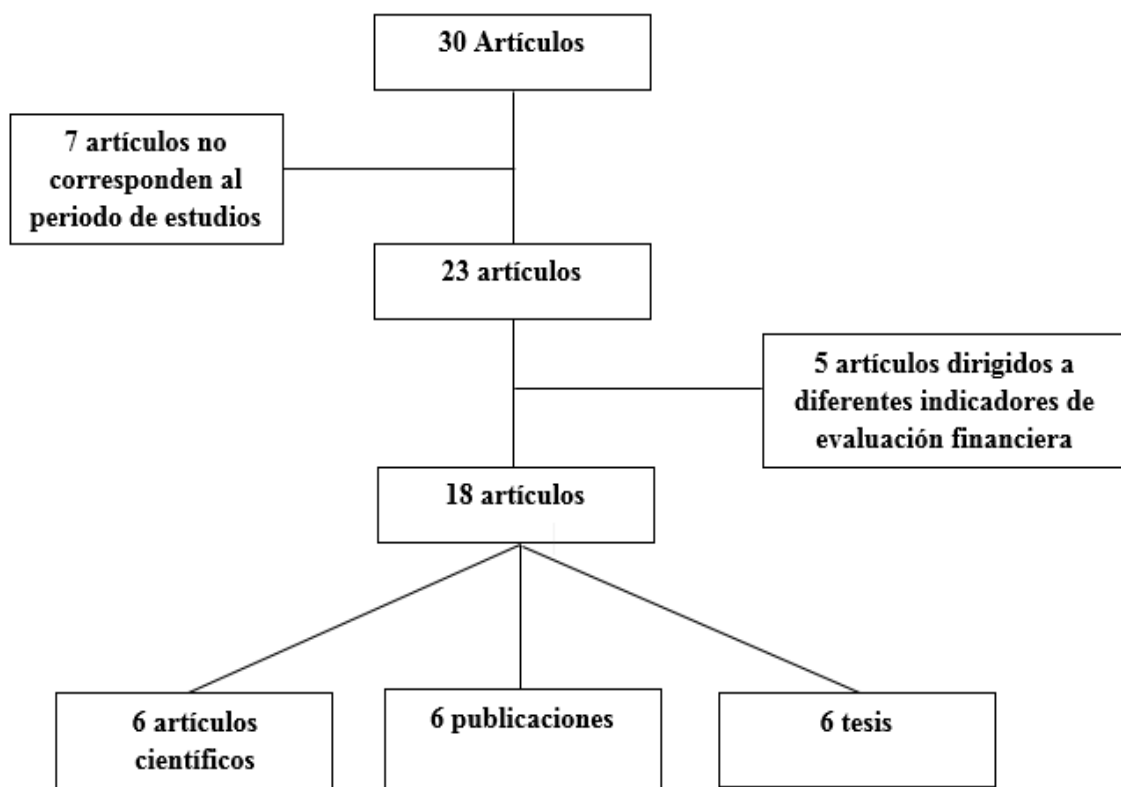 30 Artículos
7 artículos no
corresponden al
periodo de estudios
23 artículos
5 artículos dirigidos a
diferentes indicadores de
evaluación financiera
18 artículos
6 artículos
científicos
6 publicaciones
6 tesis